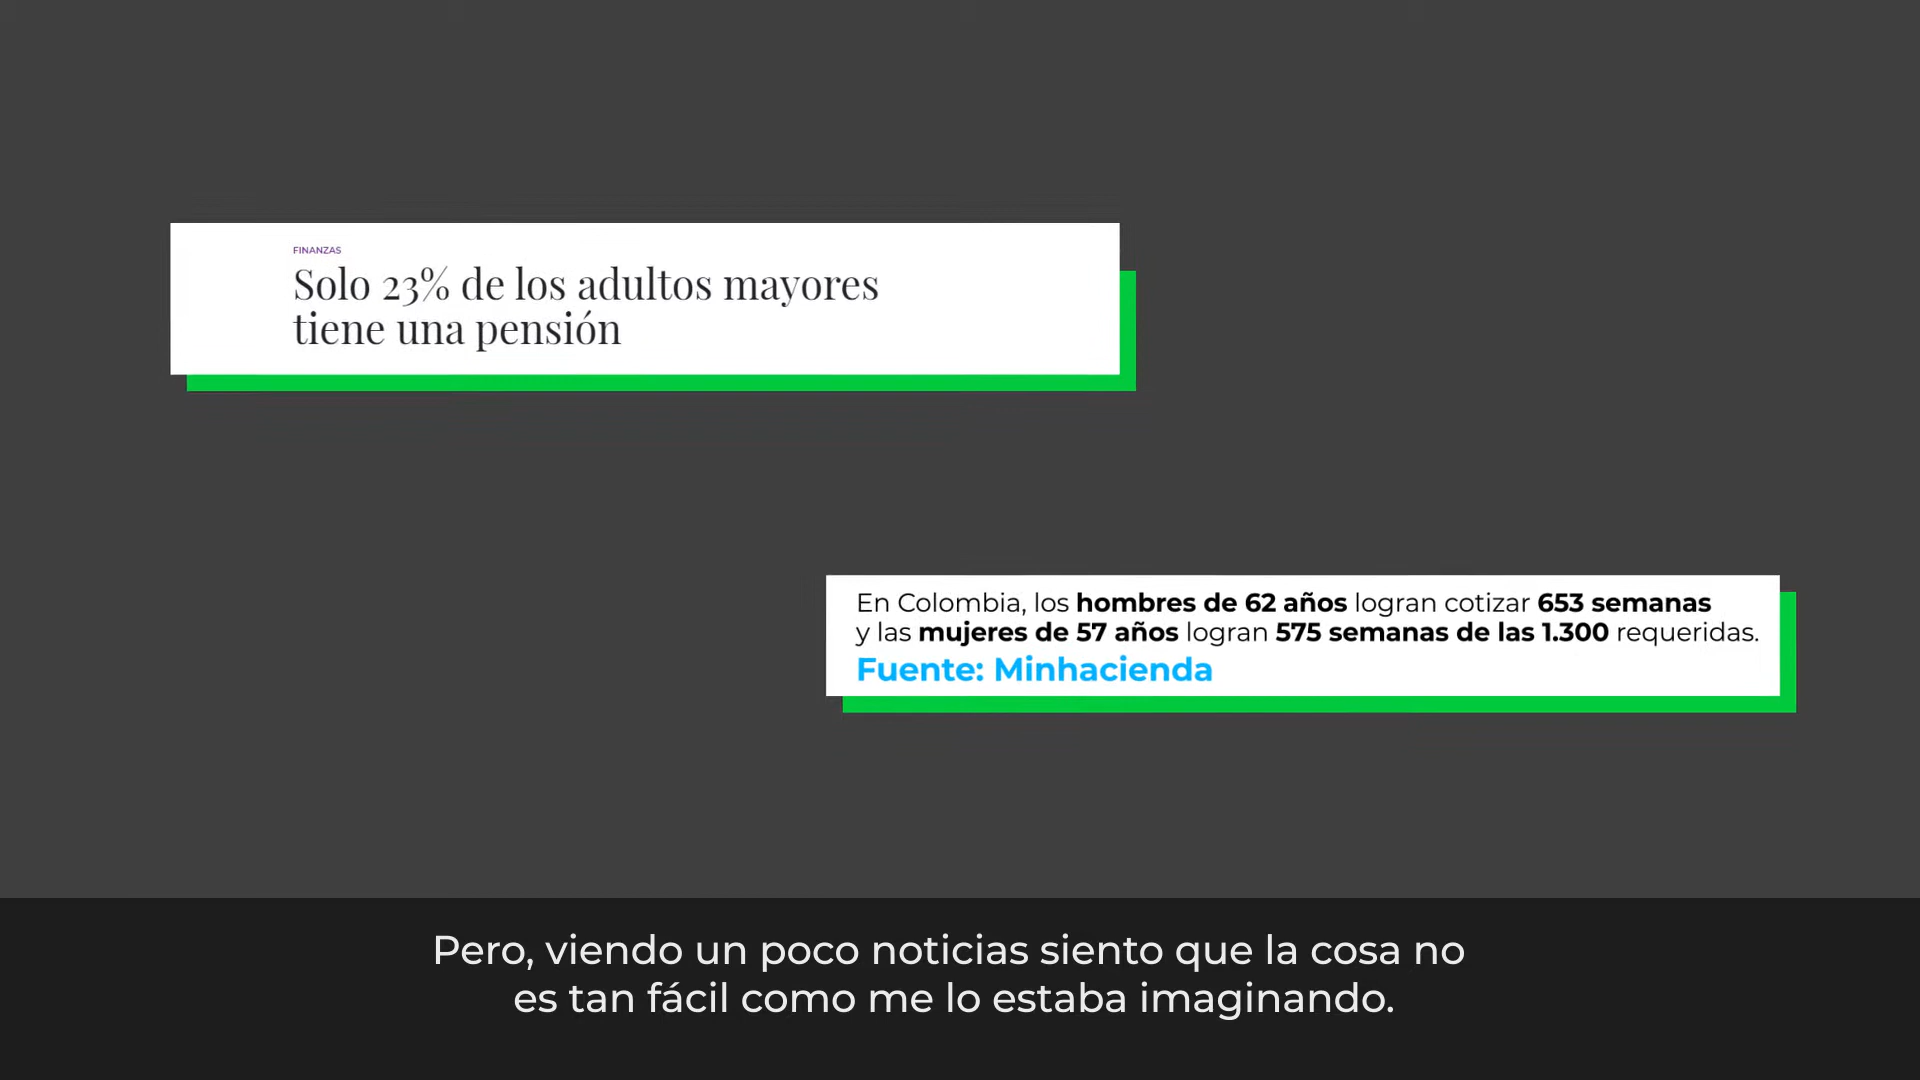 FINANZAS
Solo 23% de los adultos mayores
tiene una pensión
En Colombia, los hombres de 62 años logran cotizar 653 semanas
y las mujeres de 57 años logran 575 semanas de las 1.300 requeridas.
Fuente: Minhacienda
Pero, viendo un poco noticias siento que la cosa no
es tan fácil como me lo estaba imaginando.